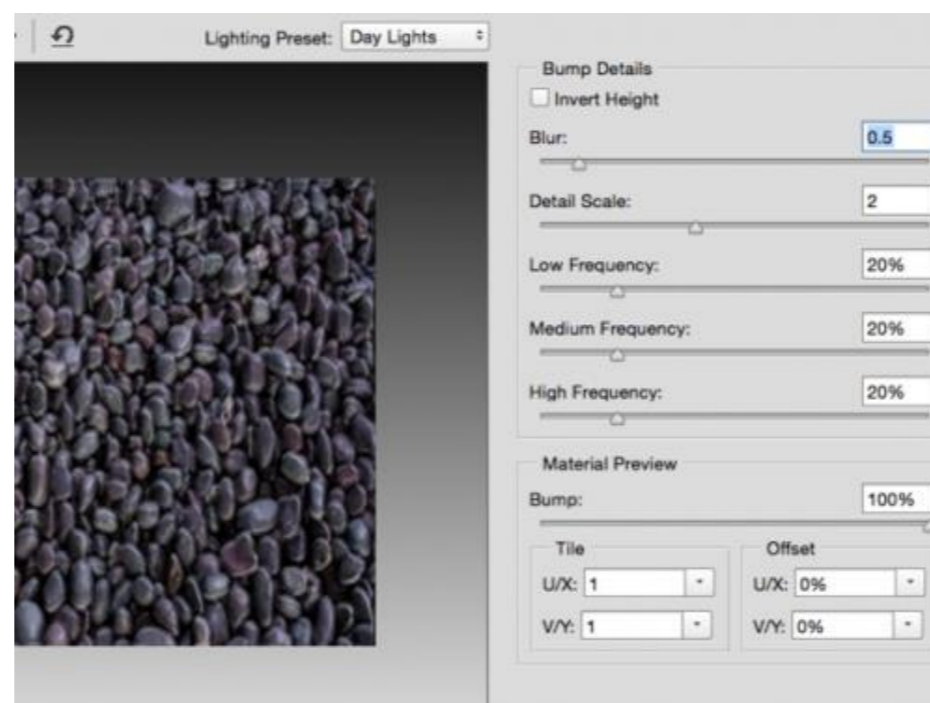 Lighting Preset: Day Lights
Bump Details
Invert Height
Blur: 0.5
Detail Scale: 2
Low Frequency: 20%
Medium Frequency: 20%
High Frequency: 20%
Material Preview
Bump: 100%
Tile Offset
U/X: 1 U/X: 0%
V/Y: 1 V/Y: 0%